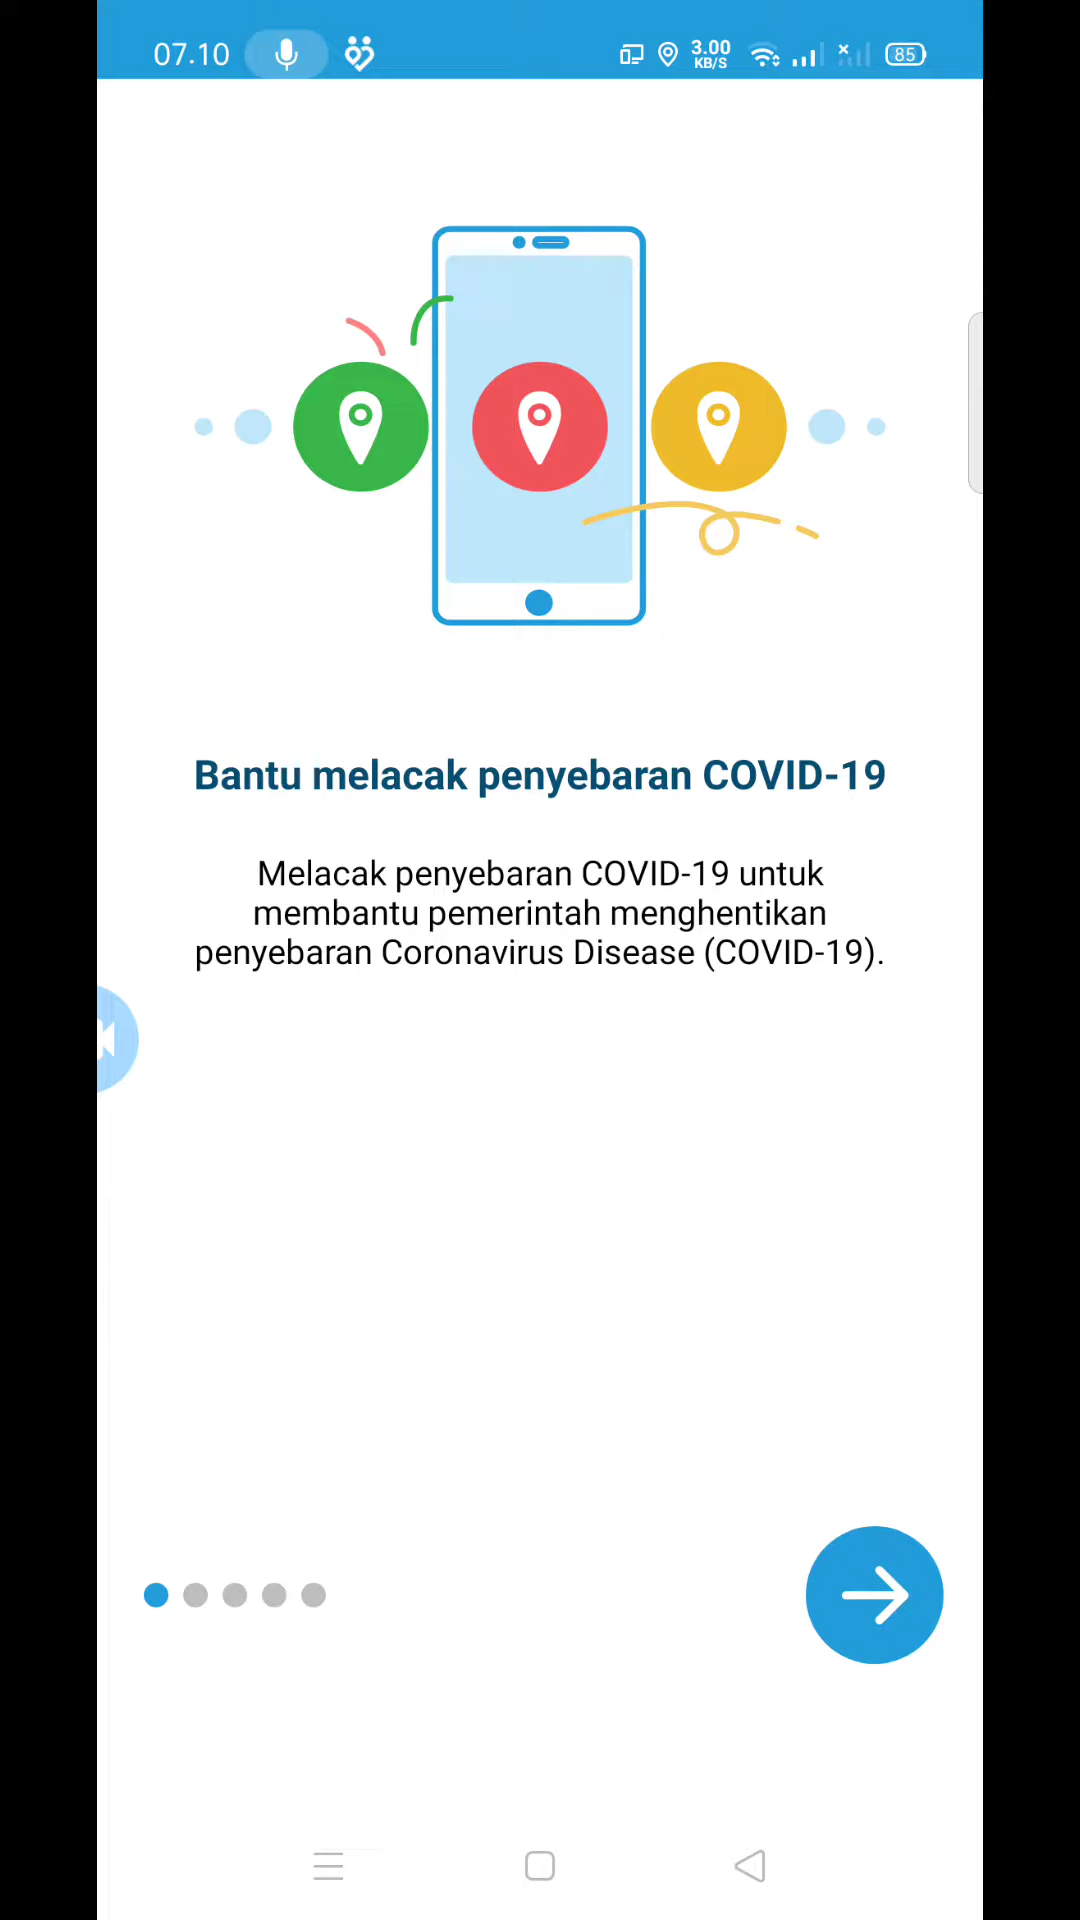 07.10
3.00
KB/S
85
Bantu melacak penyebaran COVID-19
Melacak penyebaran COVID-19 untuk
membantu pemerintah menghentikan
penyebaran Coronavirus Disease (COVID-19).